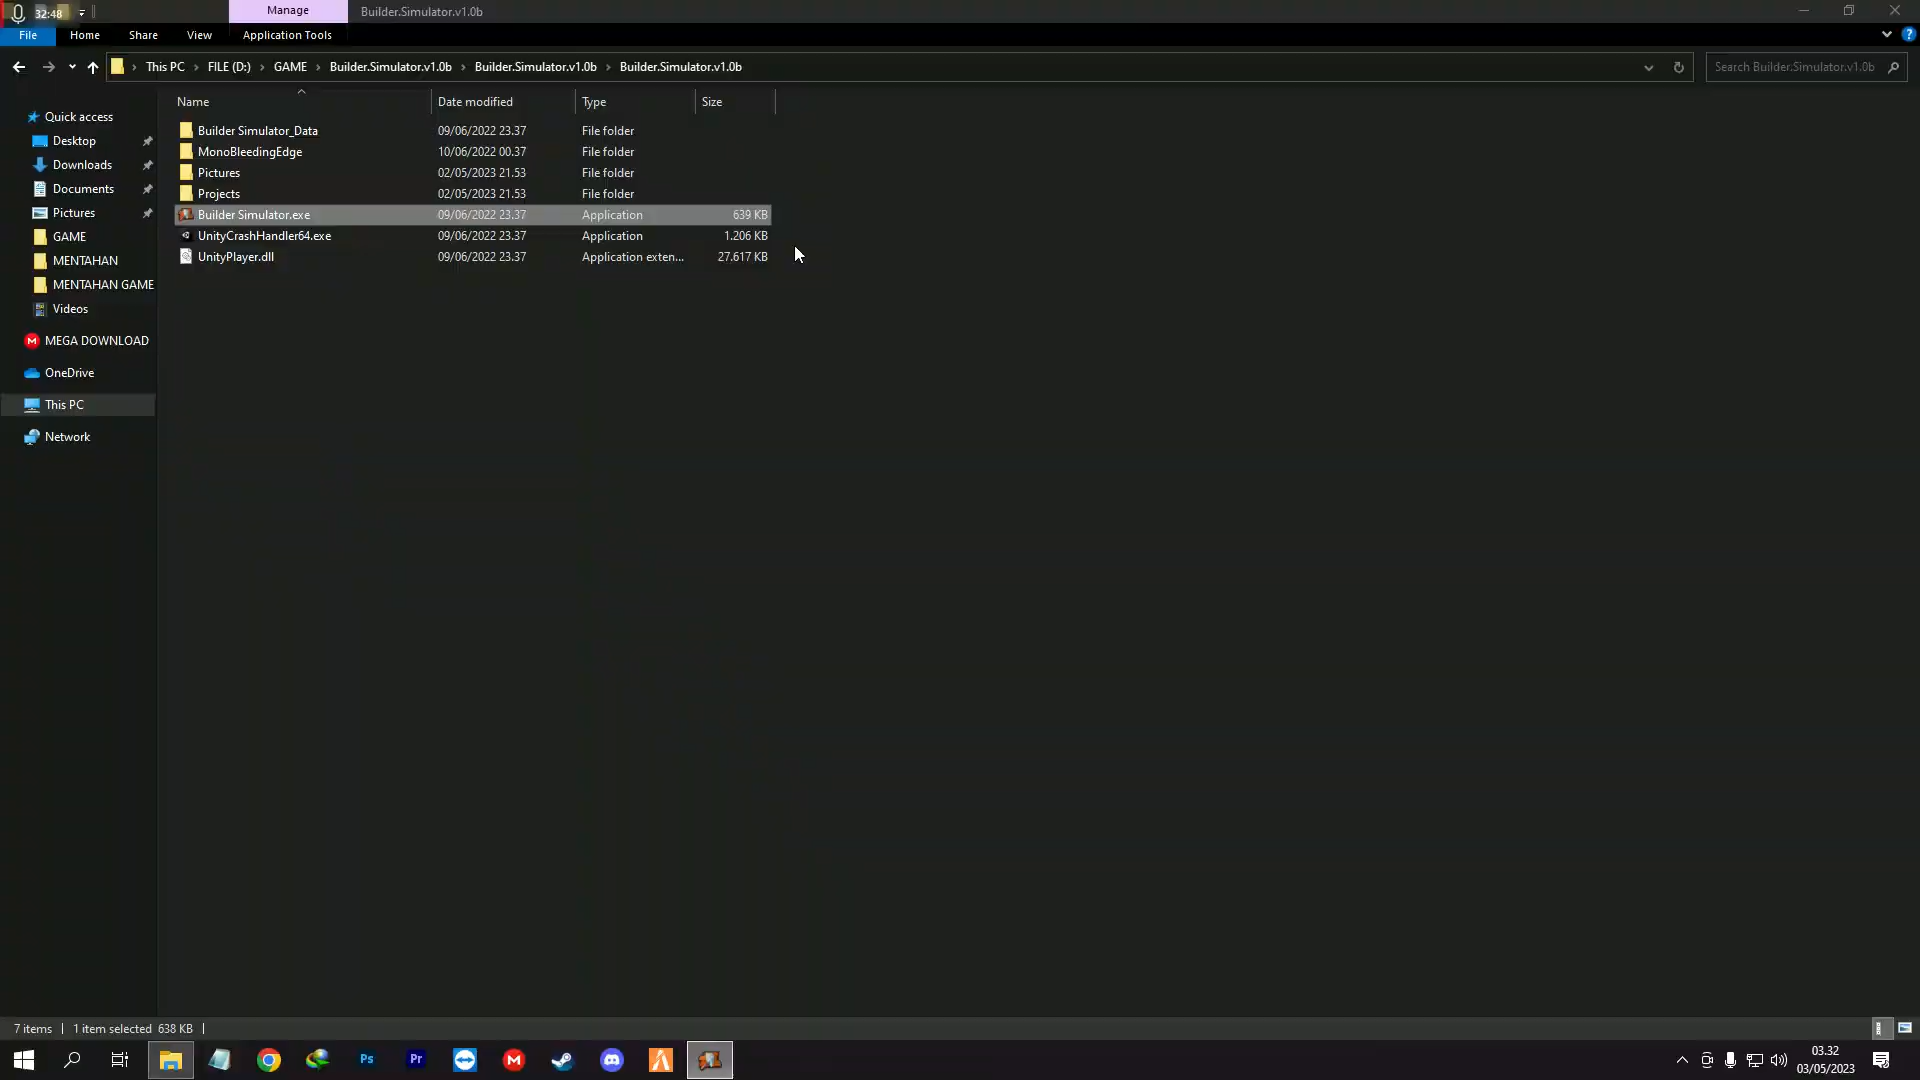 32:48
Manage
Builder.Simulator.v1.0b
File Home Share View Application Tools
This PC FILE (D:) GAME Builder.Simulator.v1.0b Builder.Simulator.v1.0b Builder.Simulator.v1.0b
Search Builder.Simulator.v1.0b
Name Date modified Type Size
Quick access
Desktop
Downloads
Documents
Pictures
GAME
MENTAHAN
MENTAHAN GAME
Videos
MEGA DOWNLOAD
OneDrive
This PC
Network
Builder Simulator_Data 09/06/2022 23.37 File folder
MonoBleedingEdge 10/06/2022 00.37 File folder
Pictures 02/05/2023 21.53 File folder
Projects 02/05/2023 21.53 File folder
Builder Simulator.exe 09/06/2022 23.37 Application 639 KB
UnityCrashHandler64.exe 09/06/2022 23.37 Application 1.206 KB
UnityPlayer.dll 09/06/2022 23.37 Application exten... 27.617 KB
7 items 1 item selected 638 KB
Ps
Pr
M
03.32
03/05/2023